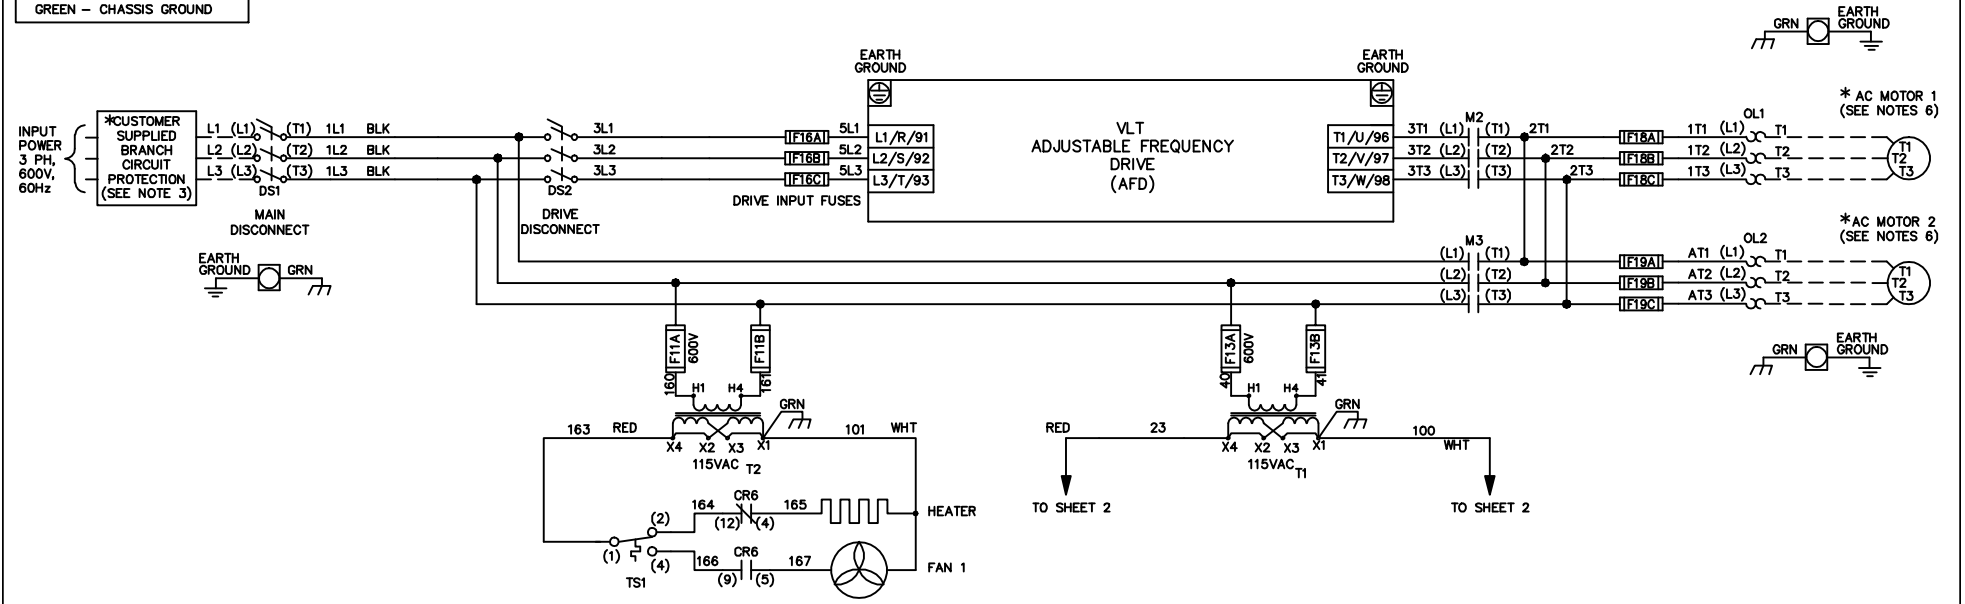 GREEN – CHASSIS GROUND
INPUT
POWER
3 PH,
600V,
60Hz
*CUSTOMER
SUPPLIED
BRANCH
CIRCUIT
PROTECTION
(SEE NOTE 3)
L1 (L1) (T1) 1L1 BLK
L2 (L2) (T2) 1L2 BLK
L3 (L3) (T3) 1L3 BLK
DS1
MAIN
DISCONNECT
EARTH
GROUND
GRN
3L1
3L2
3L3
DS2
DRIVE
DISCONNECT
F16A
F16B
F16C
DRIVE INPUT FUSES
5L1
5L2
5L3
EARTH
GROUND
L1/R/91
L2/S/92
L3/T/93
VLT
ADJUSTABLE FREQUENCY
DRIVE
(AFD)
EARTH
GROUND
T1/U/96
T2/V/97
T3/W/98
M2
3T1 (L1) (T1) 2T1
3T2 (L2) (T2) 2T2
3T3 (L3) (T3) 2T3
F18A
F18B
F18C
OL1
1T1 (L1) T1
1T2 (L2) T2
1T3 (L3) T3
GRN
EARTH
GROUND
* AC MOTOR 1
(SEE NOTES 6)
T1
T2
T3
M3
(L1) (T1)
(L2) (T2)
(L3) (T3)
F19A
F19B
F19C
OL2
AT1 (L1) T1
AT2 (L2) T2
AT3 (L3) T3
*AC MOTOR 2
(SEE NOTES 6)
T1
T2
T3
GRN
EARTH
GROUND
F11A
600V
F11B
160
161
H1 H4
GRN
163 RED
101 WHT
X4 X2 X3 X1
115VAC T2
CR6
164 165
(12) (4)
HEATER
(2)
(1)
(4)
TS1
CR6
166 167
(9) (5)
FAN 1
F13A
600V
F13B
40
41
H1 H4
GRN
RED 23
100
WHT
X4 X2 X3 X1
115VAC T1
TO SHEET 2
TO SHEET 2